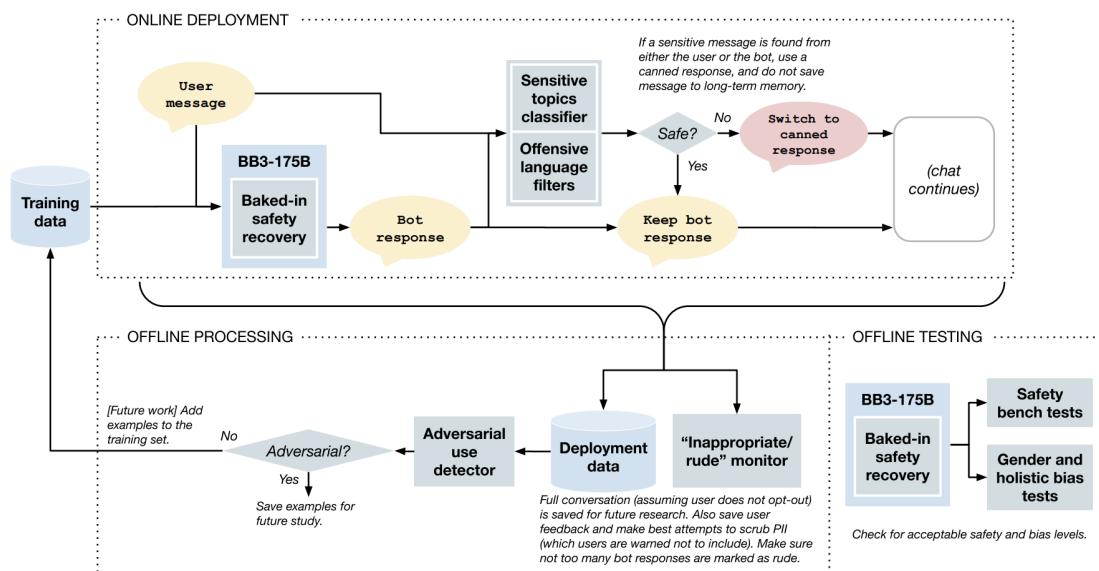 ONLINE DEPLOYMENT
If a sensitive message is found from
either the user or the bot, use a
canned response, and do not save
message to long-term memory.
User
message
Sensitive
topics
classifier
Offensive
language
filters
Safe?
No
Yes
Switch to
canned
response
(chat
continues)
Training
data
BB3-175B
Baked-in
safety
recovery
Bot
response
Keep bot
response
OFFLINE PROCESSING
[Future work] Add
examples to the
training set.
No
Adversarial?
Yes
Save examples for
future study.
Adversarial
use
detector
Deployment
data
“Inappropriate/
rude” monitor
Full conversation (assuming user does not opt-out)
is saved for future research. Also save user
feedback and make best attempts to scrub PII
(which users are warned not to include). Make sure
not too many bot responses are marked as rude.
OFFLINE TESTING
BB3-175B
Baked-in
safety
recovery
Safety
bench tests
Gender and
holistic bias
tests
Check for acceptable safety and bias levels.